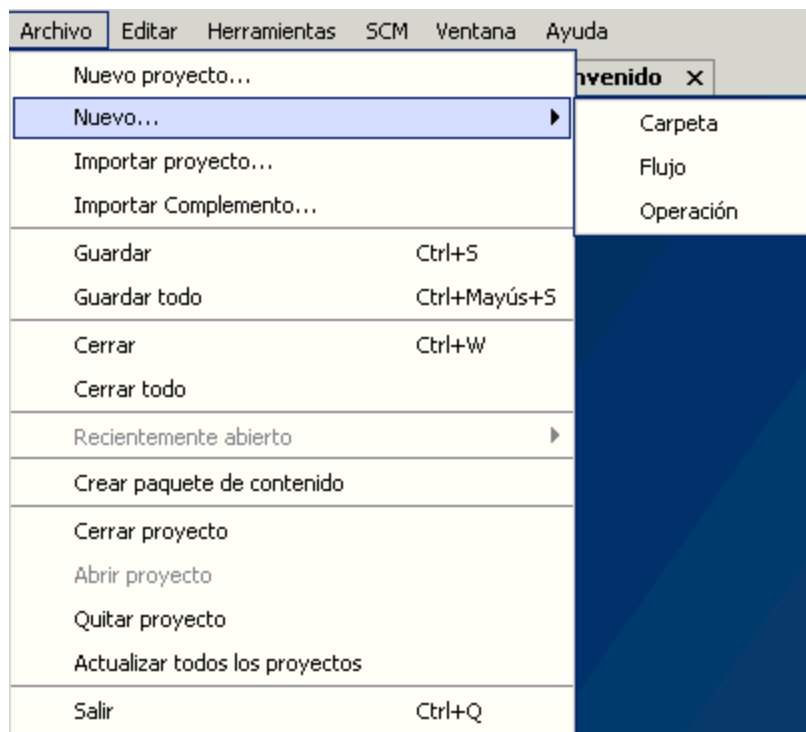 Archivo Editar Herramientas SCM Ventana Ayuda
Nuevo proyecto...
nvenido ×
Nuevo...
Carpeta
Importar proyecto...
Flujo
Importar Complemento...
Operación
Guardar Ctrl+S
Guardar todo Ctrl+Mayús+S
Cerrar Ctrl+W
Cerrar todo
Recientemente abierto
Crear paquete de contenido
Cerrar proyecto
Abrir proyecto
Quitar proyecto
Actualizar todos los proyectos
Salir Ctrl+Q